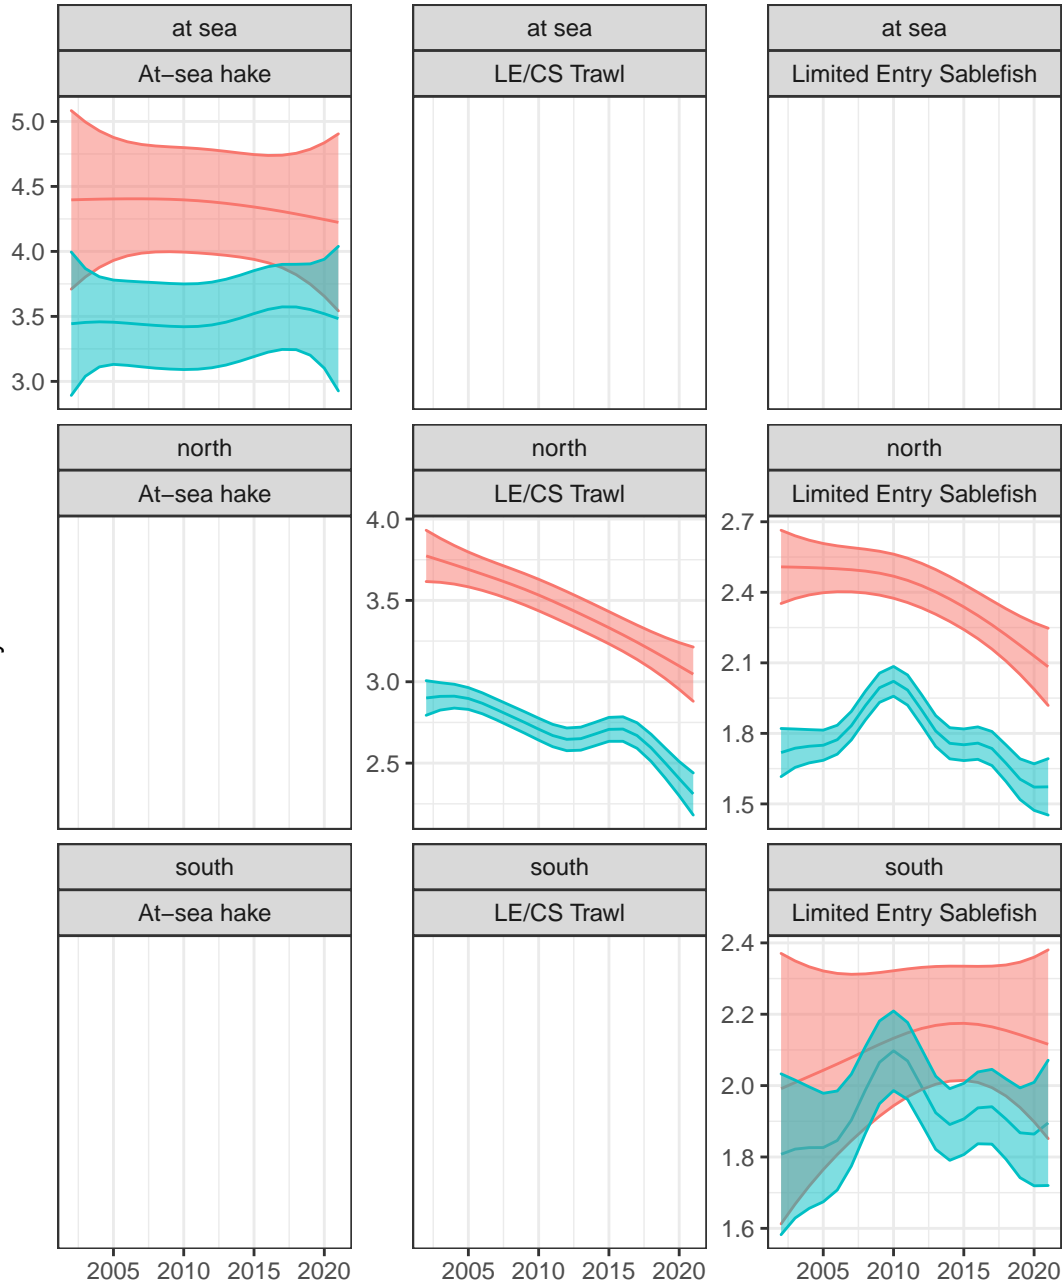 at sea at sea at sea
At−sea hake LE/CS Trawl Limited Entry Sablefish
5.0
4.5
4.0
3.5
3.0
north north north
At−sea hake LE/CS Trawl Limited Entry Sablefish
4.0
3.5
3.0
2.5
2.7
2.4
2.1
1.8
1.5
south south south
At−sea hake LE/CS Trawl Limited Entry Sablefish
2.4
2.2
2.0
1.8
1.6
2005 2010 2015 2020 2005 2010 2015 2020 2005 2010 2015 2020